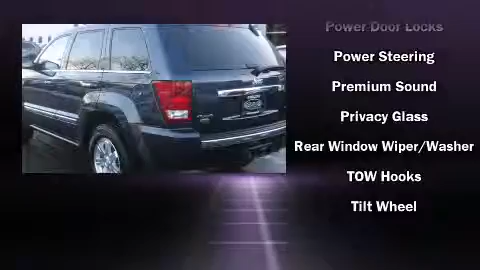 Power Door Locks
Power Steering
Premium Sound
Privacy Glass
Rear Window Wiper/Washer
TOW Hooks
Tilt Wheel